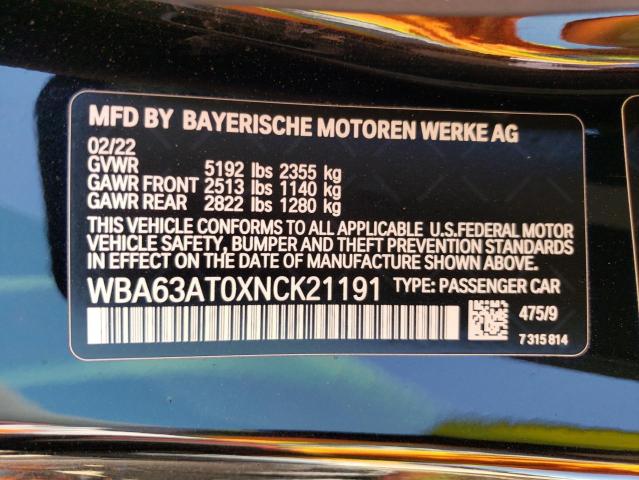 MFD BY BAYERISCHE MOTOREN WERKE AG
02/22
GVWR 5192 lbs 2355 kg
GAWR FRONT 2513 lbs 1140 kg
GAWR REAR 2822 lbs 1280 kg
THIS VEHICLE CONFORMS TO ALL APPLICABLE U.S.FEDERAL MOTOR
VEHICLE SAFETY, BUMPER AND THEFT PREVENTION STANDARDS
IN EFFECT ON THE DATE OF MANUFACTURE SHOWN ABOVE.
WBA63AT0XNCK21191 TYPE: PASSENGER CAR
475/9
7 315 814